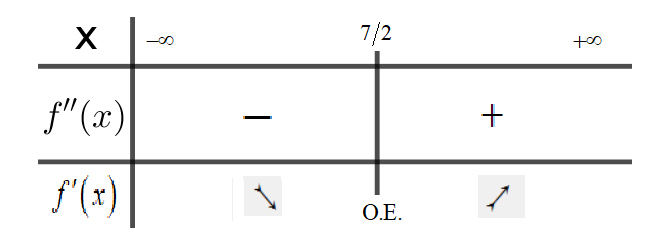 x −∞ 7/2 +∞
f''(x) − +
f'(x) ↘ ↗
O.E.